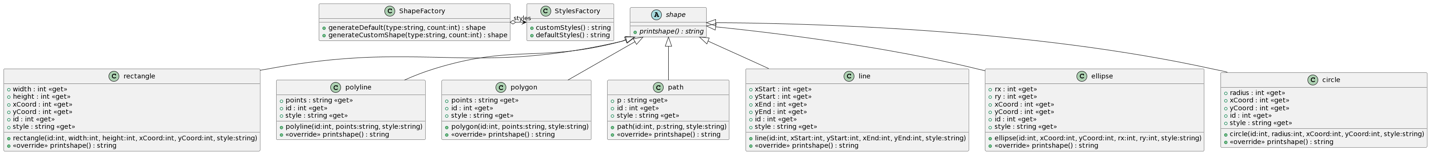 C ShapeFactory
generateDefault(type:string, count:int) : shape
generateCustomShape(type:string, count:int) : shape
styles
C StylesFactory
customStyles() : string
defaultStyles() : string
A shape
printshape() : string
C rectangle
width : int «get»
height : int «get»
xCoord : int «get»
yCoord : int «get»
id : int «get»
style : string «get»
rectangle(id:int, width:int, height:int, xCoord:int, yCoord:int, style:string)
«override» printshape() : string
C polyline
points : string «get»
id : int «get»
style : string «get»
polyline(id:int, points:string, style:string)
«override» printshape() : string
C polygon
points : string «get»
id : int «get»
style : string «get»
polygon(id:int, points:string, style:string)
«override» printshape() : string
C path
p : string «get»
id : int «get»
style : string «get»
path(id:int, p:string, style:string)
«override» printshape() : string
C line
xStart : int «get»
yStart : int «get»
xEnd : int «get»
yEnd : int «get»
id : int «get»
style : string «get»
line(id:int, xStart:int, yStart:int, xEnd:int, yEnd:int, style:string)
«override» printshape() : string
C ellipse
rx : int «get»
ry : int «get»
xCoord : int «get»
yCoord : int «get»
id : int «get»
style : string «get»
ellipse(id:int, xCoord:int, yCoord:int, rx:int, ry:int, style:string)
«override» printshape() : string
C circle
radius : int «get»
xCoord : int «get»
yCoord : int «get»
id : int «get»
style : string «get»
circle(id:int, radius:int, xCoord:int, yCoord:int, style:string)
«override» printshape() : string